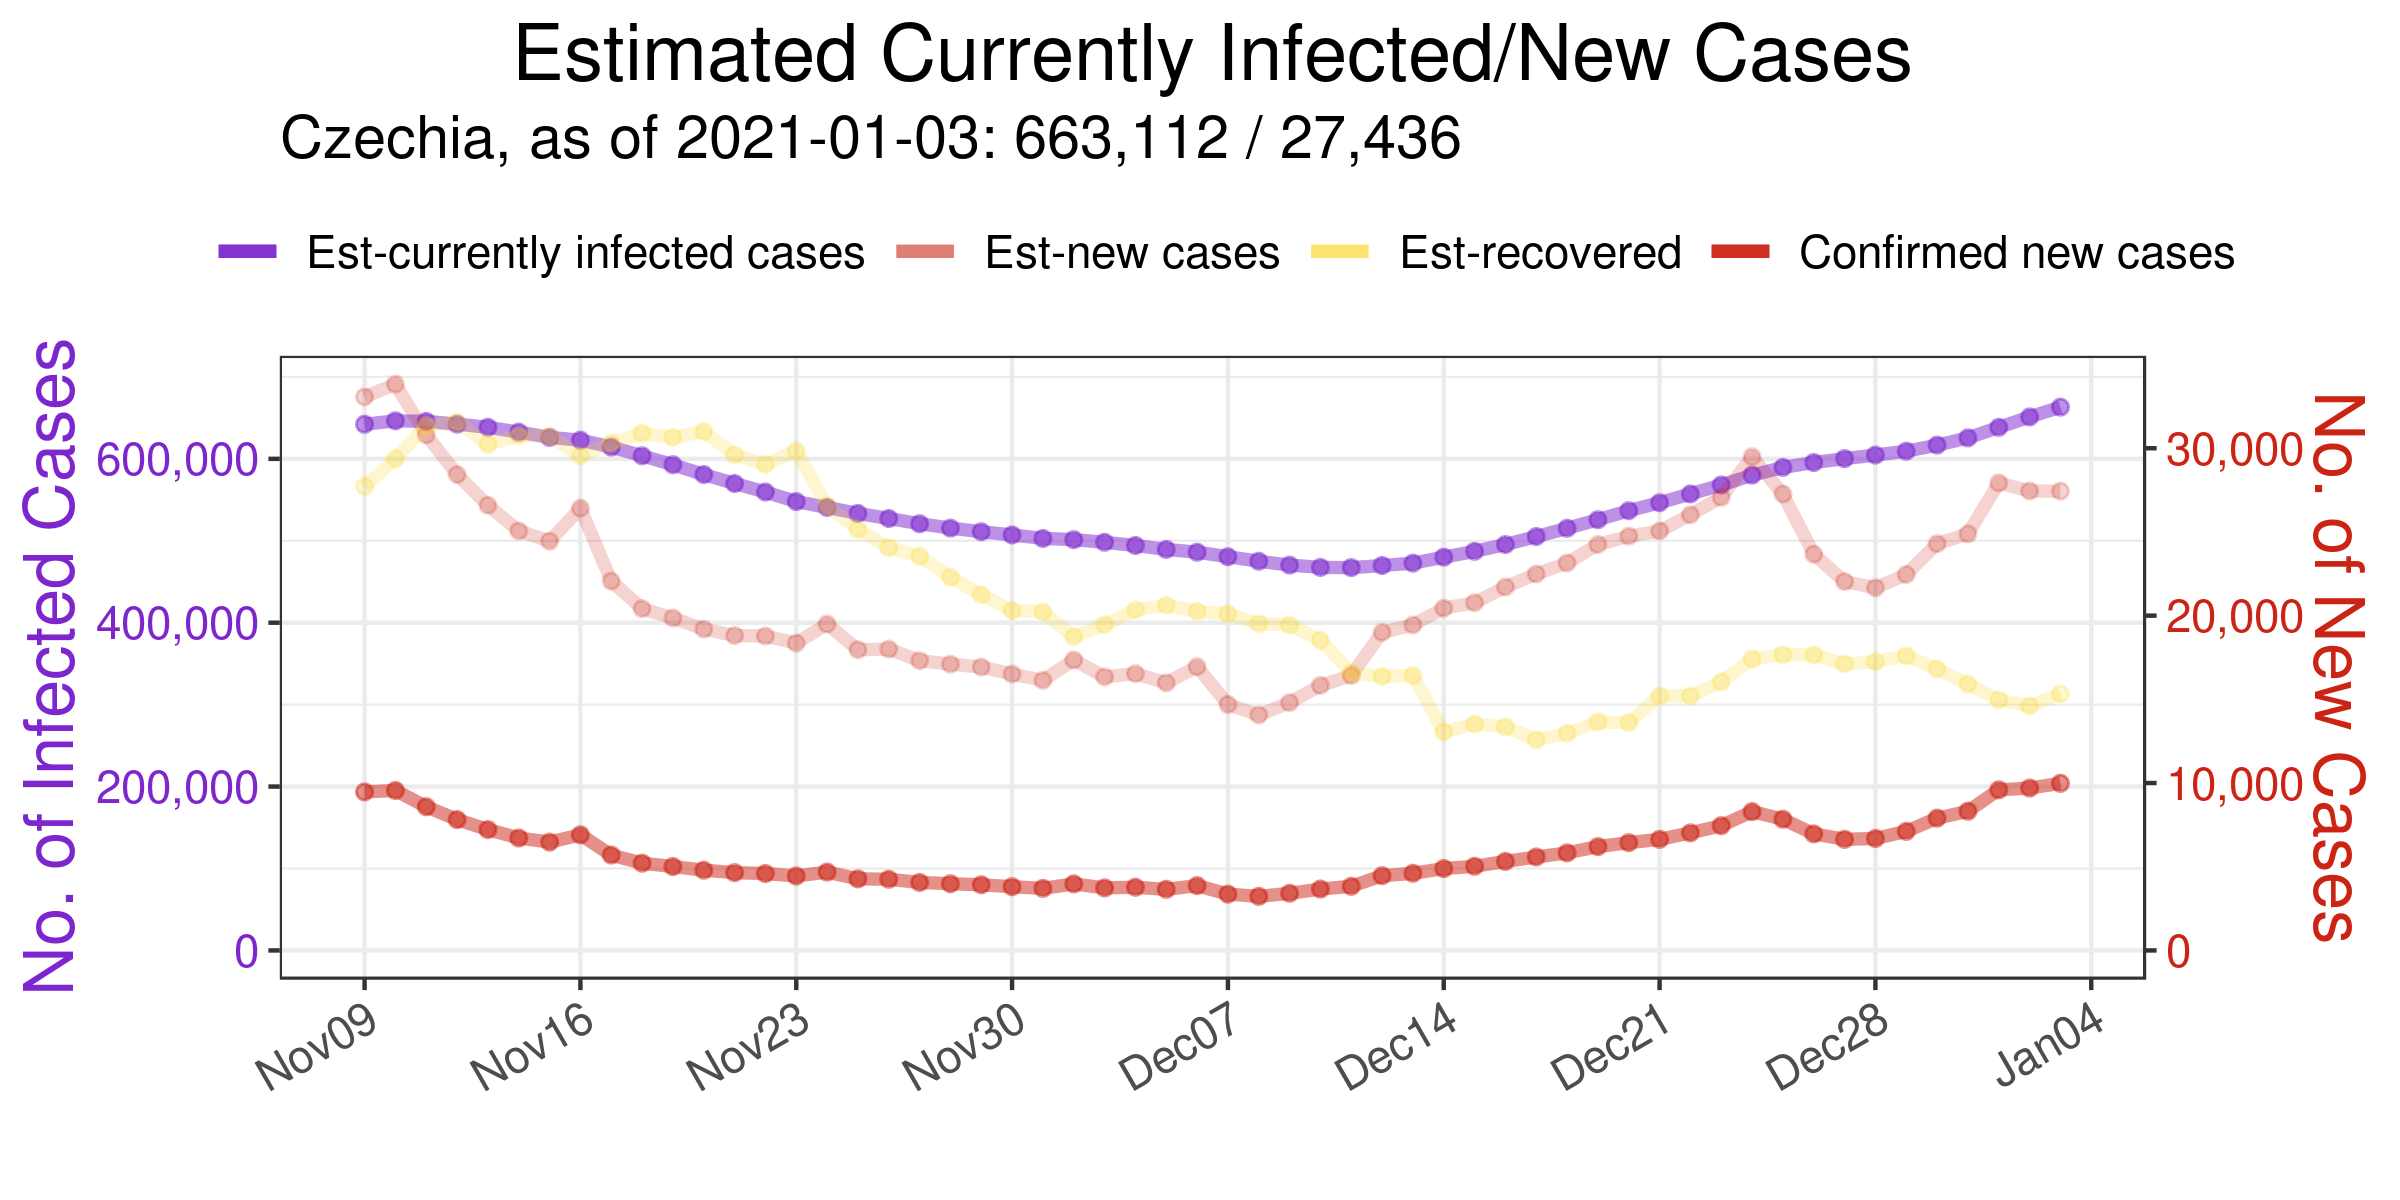 Estimated Currently Infected/New Cases
Czechia, as of 2021-01-03: 663,112 / 27,436
Est-currently infected cases Est-new cases Est-recovered Confirmed new cases
No. of Infected Cases
600,000
400,000
200,000
0
30,000
20,000
10,000
0
No. of New Cases
Nov09 Nov16 Nov23 Nov30 Dec07 Dec14 Dec21 Dec28 Jan04